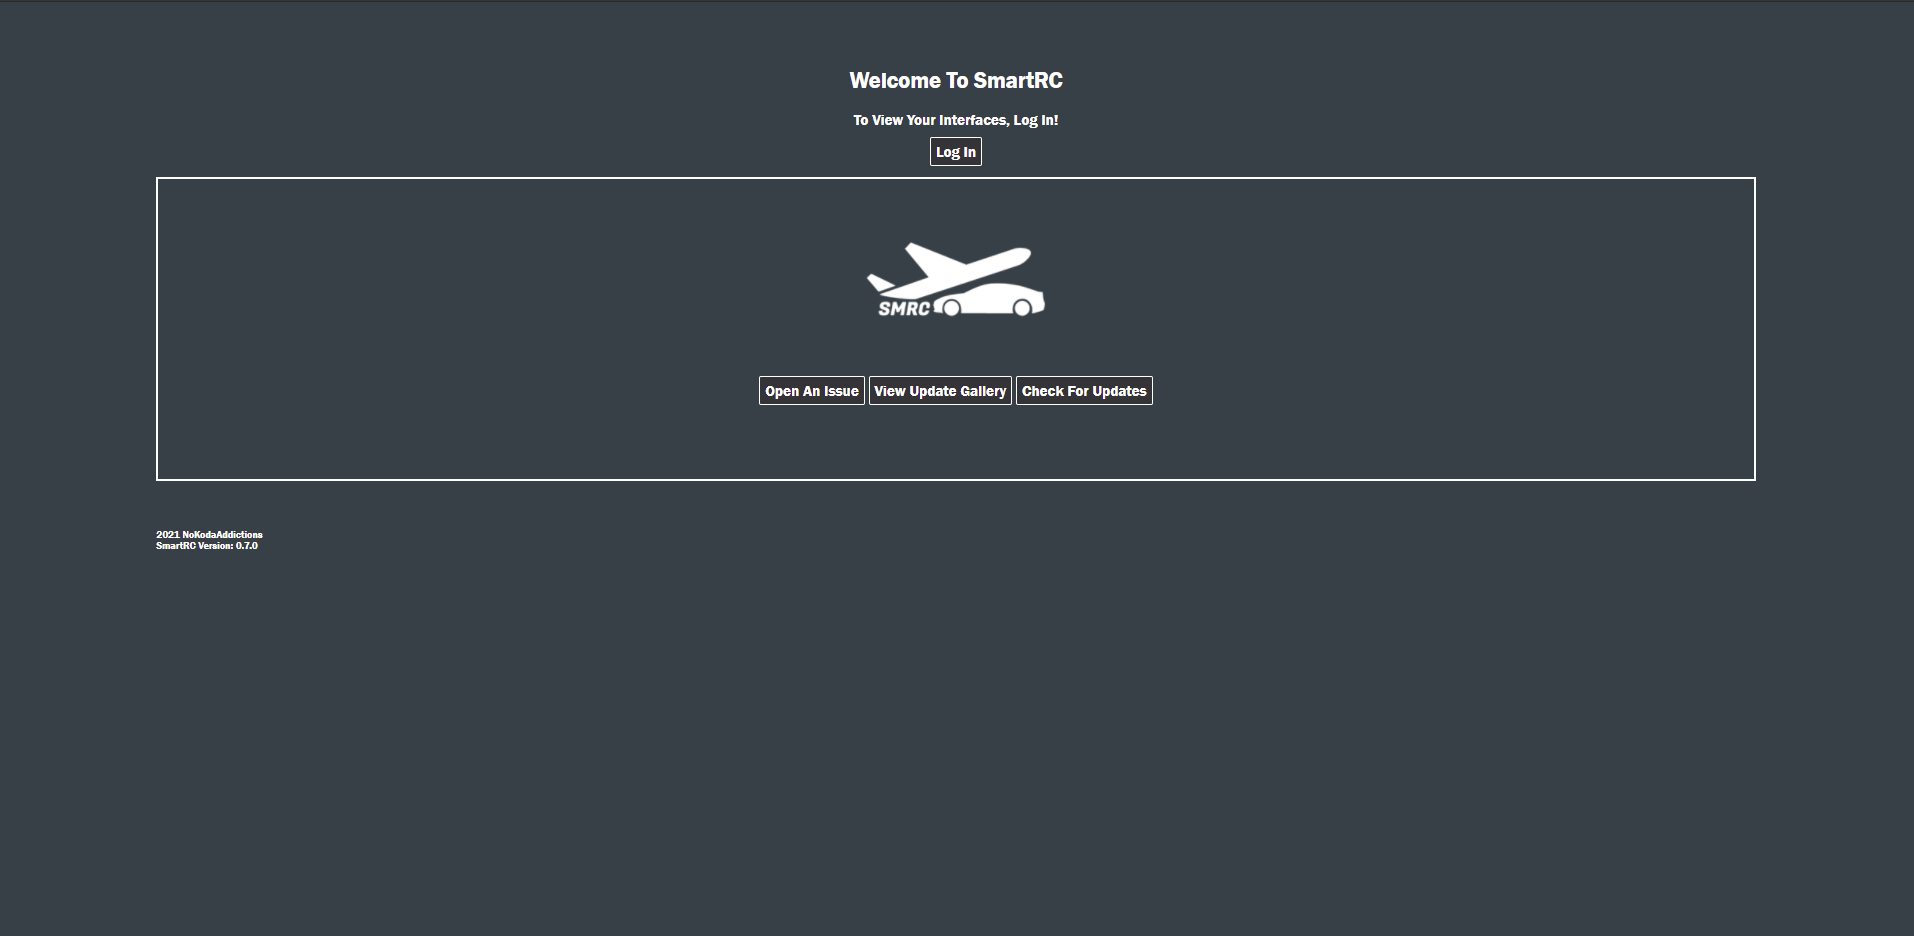 Welcome To SmartRC
To View Your Interfaces, Log In!
Log In
SMRC
Open An Issue View Update Gallery Check For Updates
2021 NoKodaAddictions
SmartRC Version: 0.7.0